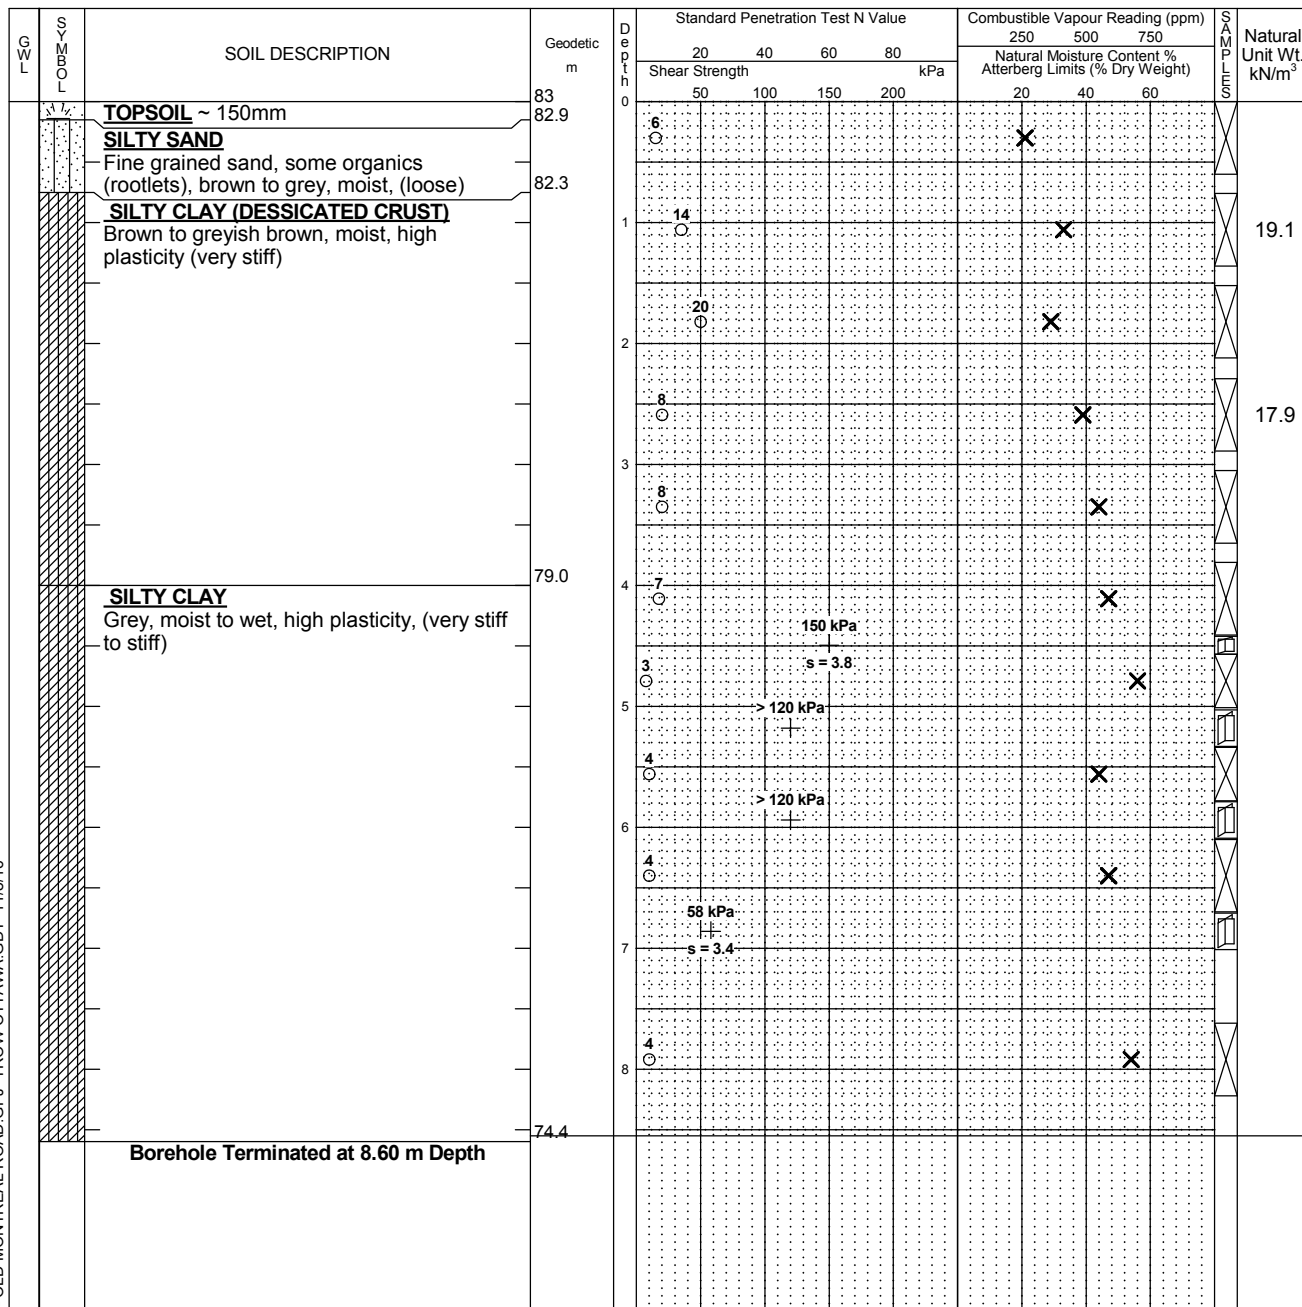 GWL
SYMBOL
SOIL DESCRIPTION
Geodetic
m
Depth
Standard Penetration Test N Value
20 40 60 80
Shear Strength kPa
50 100 150 200
Combustible Vapour Reading (ppm)
250 500 750
Natural Moisture Content %
Atterberg Limits (% Dry Weight)
20 40 60
SAMPLES
Natural
Unit Wt.
kN/m³
83
0
TOPSOIL ~ 150mm
82.9
SILTY SAND
6
Fine grained sand, some organics
(rootlets), brown to grey, moist, (loose)
82.3
SILTY CLAY (DESSICATED CRUST)
14
1
19.1
Brown to greyish brown, moist, high
plasticity (very stiff)
20
2
8
17.9
3
8
79.0
4
7
SILTY CLAY
Grey, moist to wet, high plasticity, (very stiff
to stiff)
150 kPa
s = 3.8
3
5
> 120 kPa
4
> 120 kPa
6
4
58 kPa
s = 3.4
7
4
8
74.4
Borehole Terminated at 8.60 m Depth